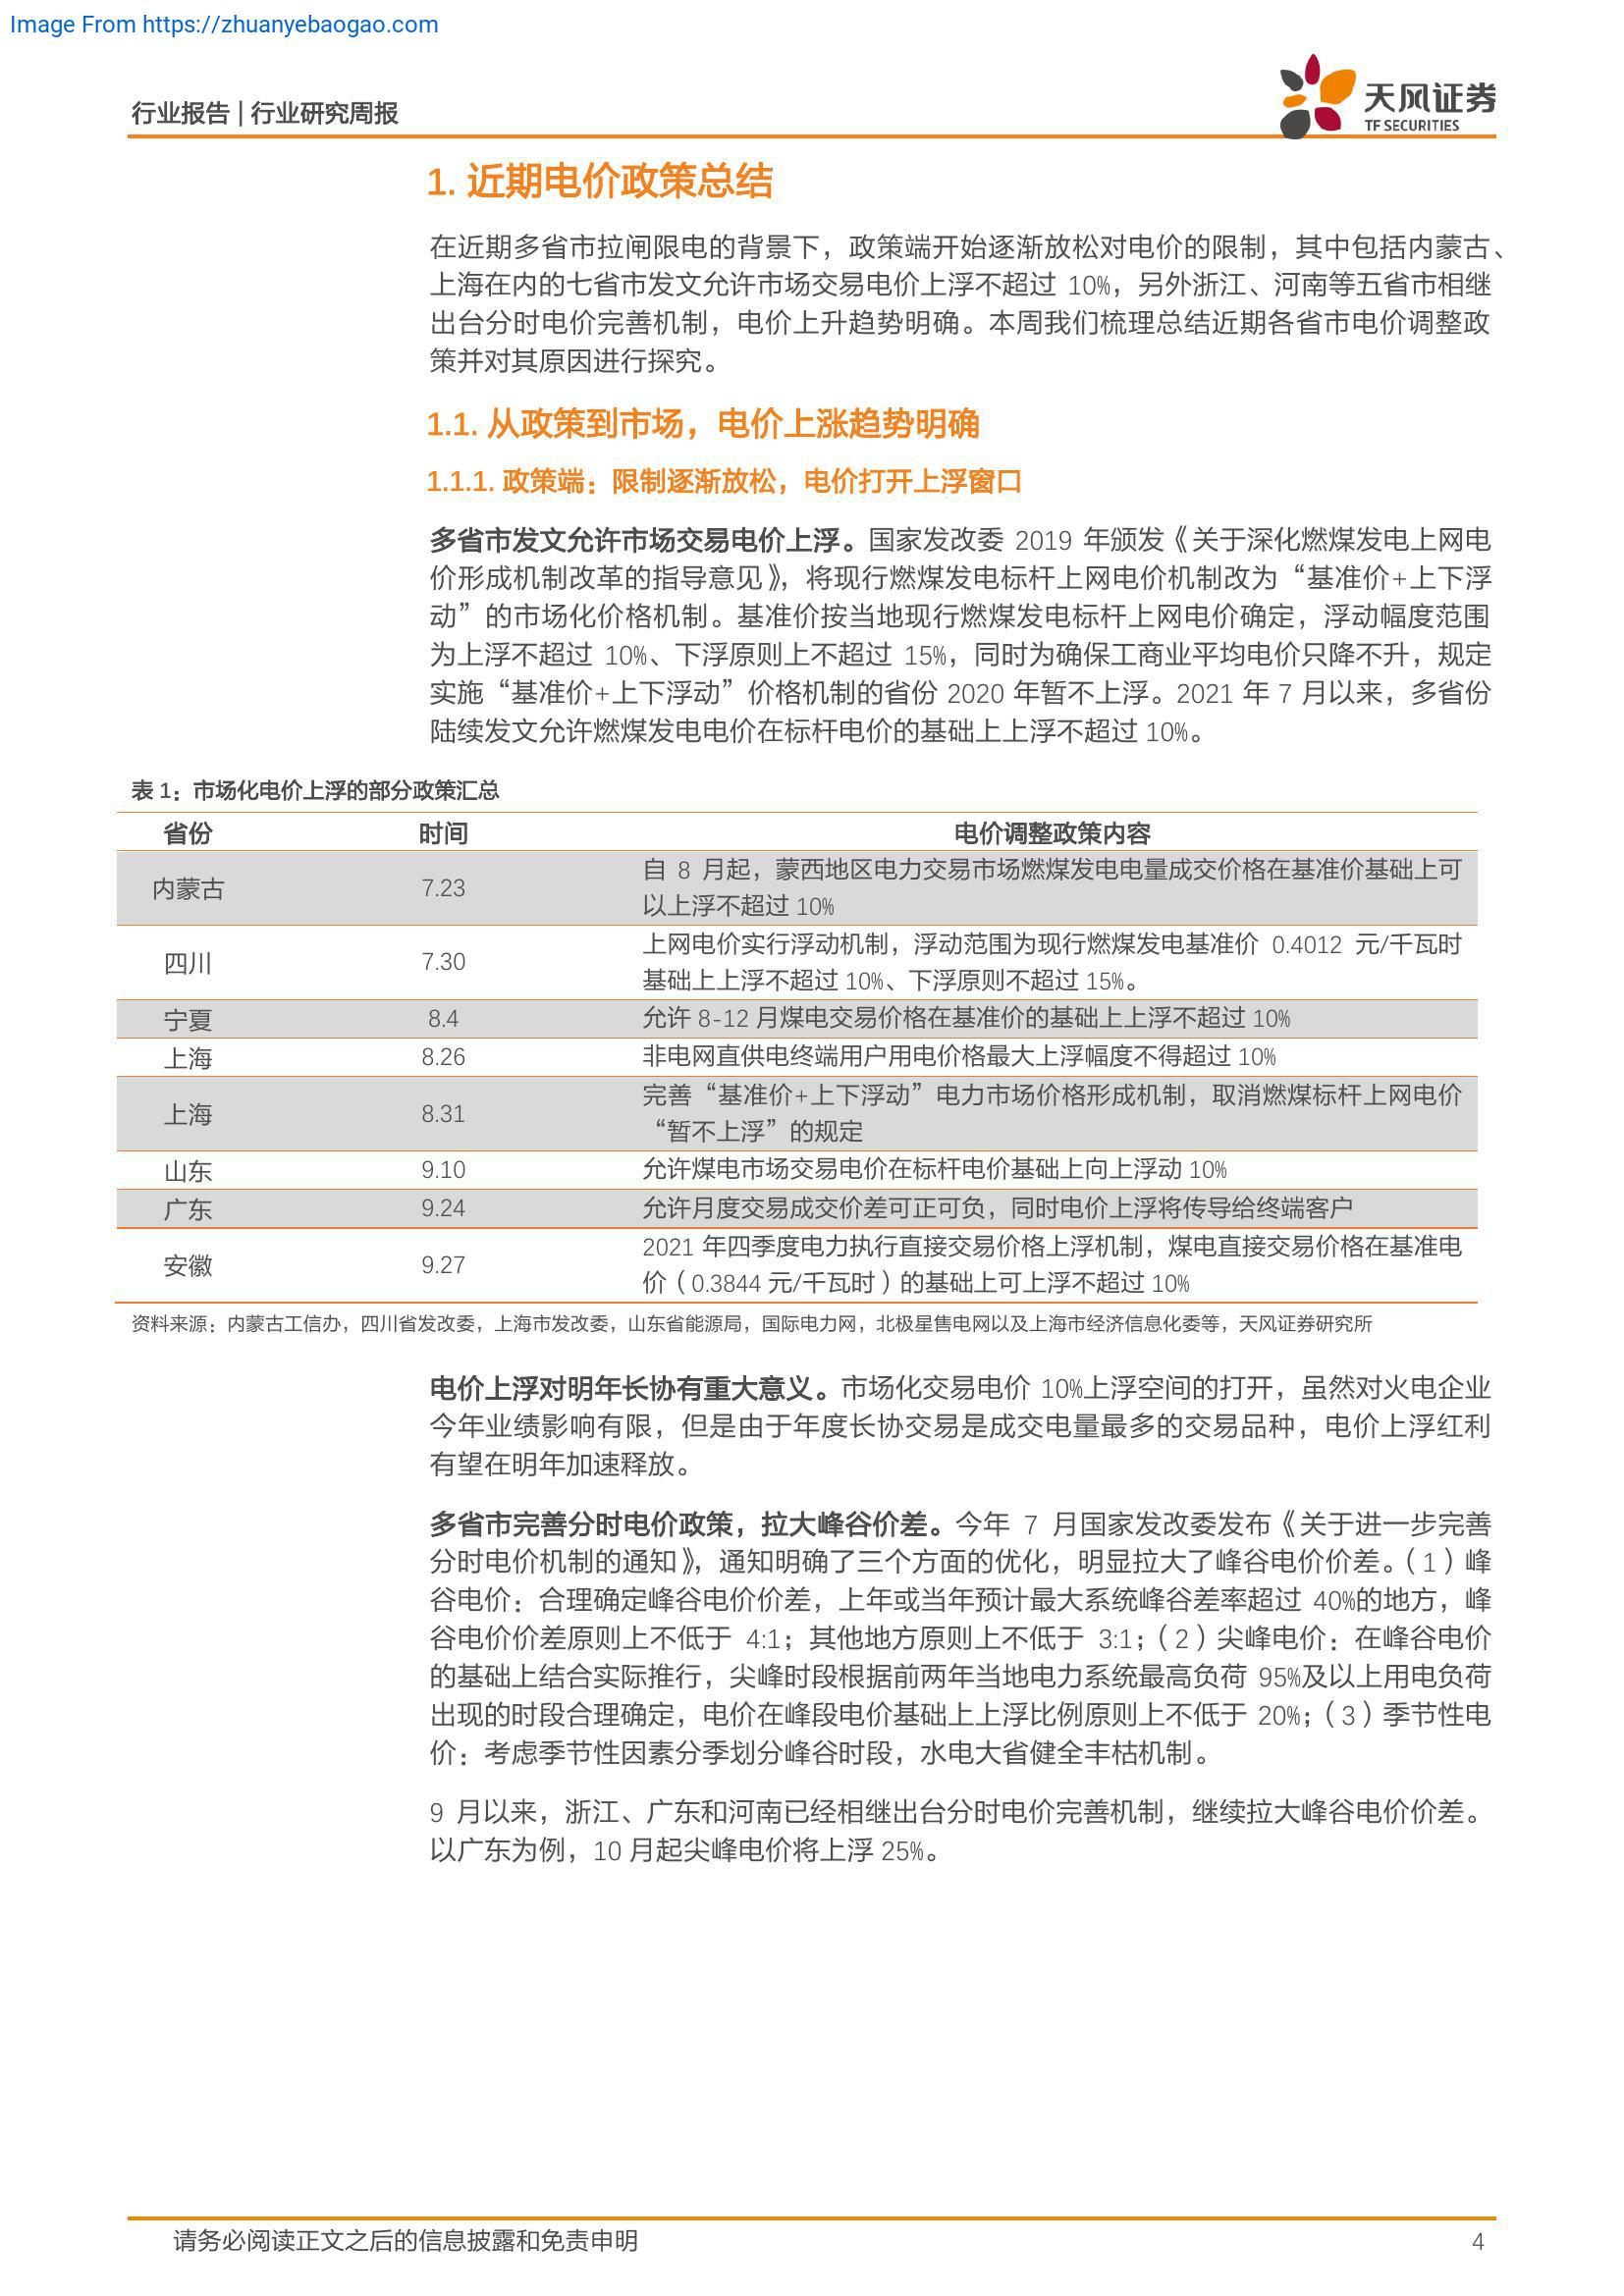 Image From https://zhuanyebaogao.com
行业报告 | 行业研究周报
天风证券
TF SECURITIES
1. 近期电价政策总结
在近期多省市拉闸限电的背景下，政策端开始逐渐放松对电价的限制，其中包括内蒙古、
上海在内的七省市发文允许市场交易电价上浮不超过 10%，另外浙江、河南等五省市相继
出台分时电价完善机制，电价上升趋势明确。本周我们梳理总结近期各省市电价调整政
策并对其原因进行探究。
1.1. 从政策到市场，电价上涨趋势明确
1.1.1. 政策端：限制逐渐放松，电价打开上浮窗口
多省市发文允许市场交易电价上浮。国家发改委 2019 年颁发《关于深化燃煤发电上网电
价形成机制改革的指导意见》，将现行燃煤发电标杆上网电价机制改为“基准价+上下浮
动”的市场化价格机制。基准价按当地现行燃煤发电标杆上网电价确定，浮动幅度范围
为上浮不超过 10%、下浮原则上不超过 15%，同时为确保工商业平均电价只降不升，规定
实施“基准价+上下浮动”价格机制的省份 2020 年暂不上浮。2021 年 7 月以来，多省份
陆续发文允许燃煤发电电价在标杆电价的基础上上浮不超过 10%。
表 1：市场化电价上浮的部分政策汇总
省份 时间 电价调整政策内容
内蒙古 7.23 自 8 月起，蒙西地区电力交易市场燃煤发电电量成交价格在基准价基础上可
以上浮不超过 10%
四川 7.30 上网电价实行浮动机制，浮动范围为现行燃煤发电基准价 0.4012 元/千瓦时
基础上上浮不超过 10%、下浮原则不超过 15%。
宁夏 8.4 允许 8-12 月煤电交易价格在基准价的基础上上浮不超过 10%
上海 8.26 非电网直供电终端用户用电价格最大上浮幅度不得超过 10%
上海 8.31 完善“基准价+上下浮动”电力市场价格形成机制，取消燃煤标杆上网电价
“暂不上浮”的规定
山东 9.10 允许煤电市场交易电价在标杆电价基础上向上浮动 10%
广东 9.24 允许月度交易成交价差可正可负，同时电价上浮将传导给终端客户
安徽 9.27 2021 年四季度电力执行直接交易价格上浮机制，煤电直接交易价格在基准电
价（0.3844 元/千瓦时）的基础上可上浮不超过 10%
资料来源：内蒙古工信办，四川省发改委，上海市发改委，山东省能源局，国际电力网，北极星售电网以及上海市经济信息化委等，天风证券研究所
电价上浮对明年长协有重大意义。市场化交易电价 10%上浮空间的打开，虽然对火电企业
今年业绩影响有限，但是由于年度长协交易是成交电量最多的交易品种，电价上浮红利
有望在明年加速释放。
多省市完善分时电价政策，拉大峰谷价差。今年 7 月国家发改委发布《关于进一步完善
分时电价机制的通知》，通知明确了三个方面的优化，明显拉大了峰谷电价价差。（1）峰
谷电价：合理确定峰谷电价价差，上年或当年预计最大系统峰谷差率超过 40%的地方，峰
谷电价价差原则上不低于 4:1；其他地方原则上不低于 3:1；（2）尖峰电价：在峰谷电价
的基础上结合实际推行，尖峰时段根据前两年当地电力系统最高负荷 95%及以上用电负荷
出现的时段合理确定，电价在峰段电价基础上上浮比例原则上不低于 20%；（3）季节性电
价：考虑季节性因素分季划分峰谷时段，水电大省健全丰枯机制。
9 月以来，浙江、广东和河南已经相继出台分时电价完善机制，继续拉大峰谷电价价差。
以广东为例，10 月起尖峰电价将上浮 25%。
请务必阅读正文之后的信息披露和免责申明 4